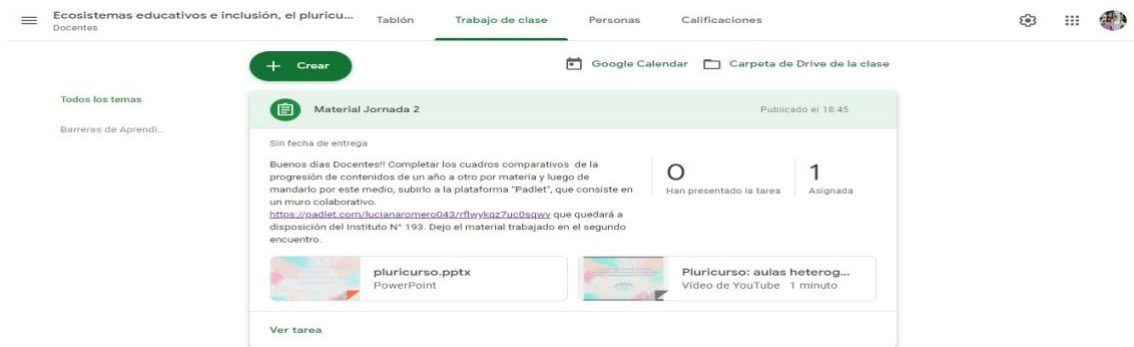 Ecosistemas educativos e inclusión, el pluricu...
Docentes
Tablón
Trabajo de clase
Personas
Calificaciones
Crear
Google Calendar
Carpeta de Drive de la clase
Todos los temas
Barreras de Aprendi...
Material Jornada 2
Publicado el 18:45
Sin fecha de entrega
Buenos días Docentes!! Completar los cuadros comparativos de la
progresión de contenidos de un año a otro por materia y luego de
mandarlo por este medio, subirlo a la plataforma "Padlet", que consiste en
un muro colaborativo.
https://padlet.com/lucianaromero043/rflwykqz7uc0sqwv que quedará a
disposición del Instituto N° 193. Dejo el material trabajado en el segundo
encuentro.
0
Han presentado la tarea
1
Asignada
pluricurso.pptx
PowerPoint
Pluricurso: aulas heterog...
Vídeo de YouTube 1 minuto
Ver tarea